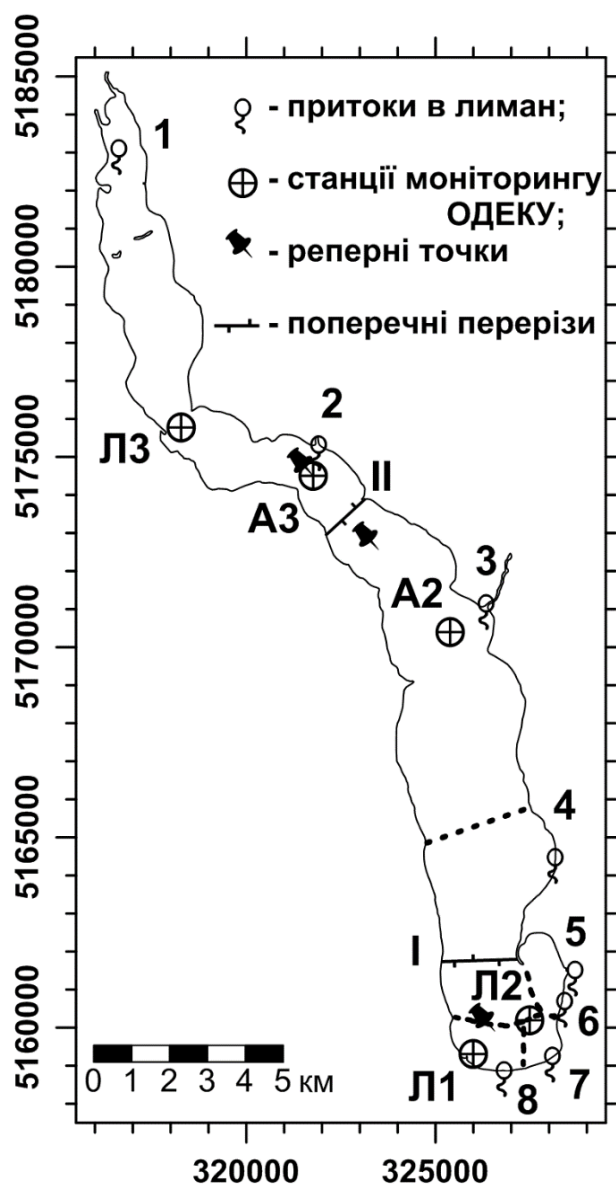 5185000
5180000
5175000
5170000
5165000
5160000
- притоки в лиман;
- станції моніторингу
ОДЕКУ;
- реперні точки
- поперечні перерізи
1
2
Л3
II
А3
3
А2
4
I
5
Л2
6
Л1
7
8
0 1 2 3 4 5 км
320000 325000